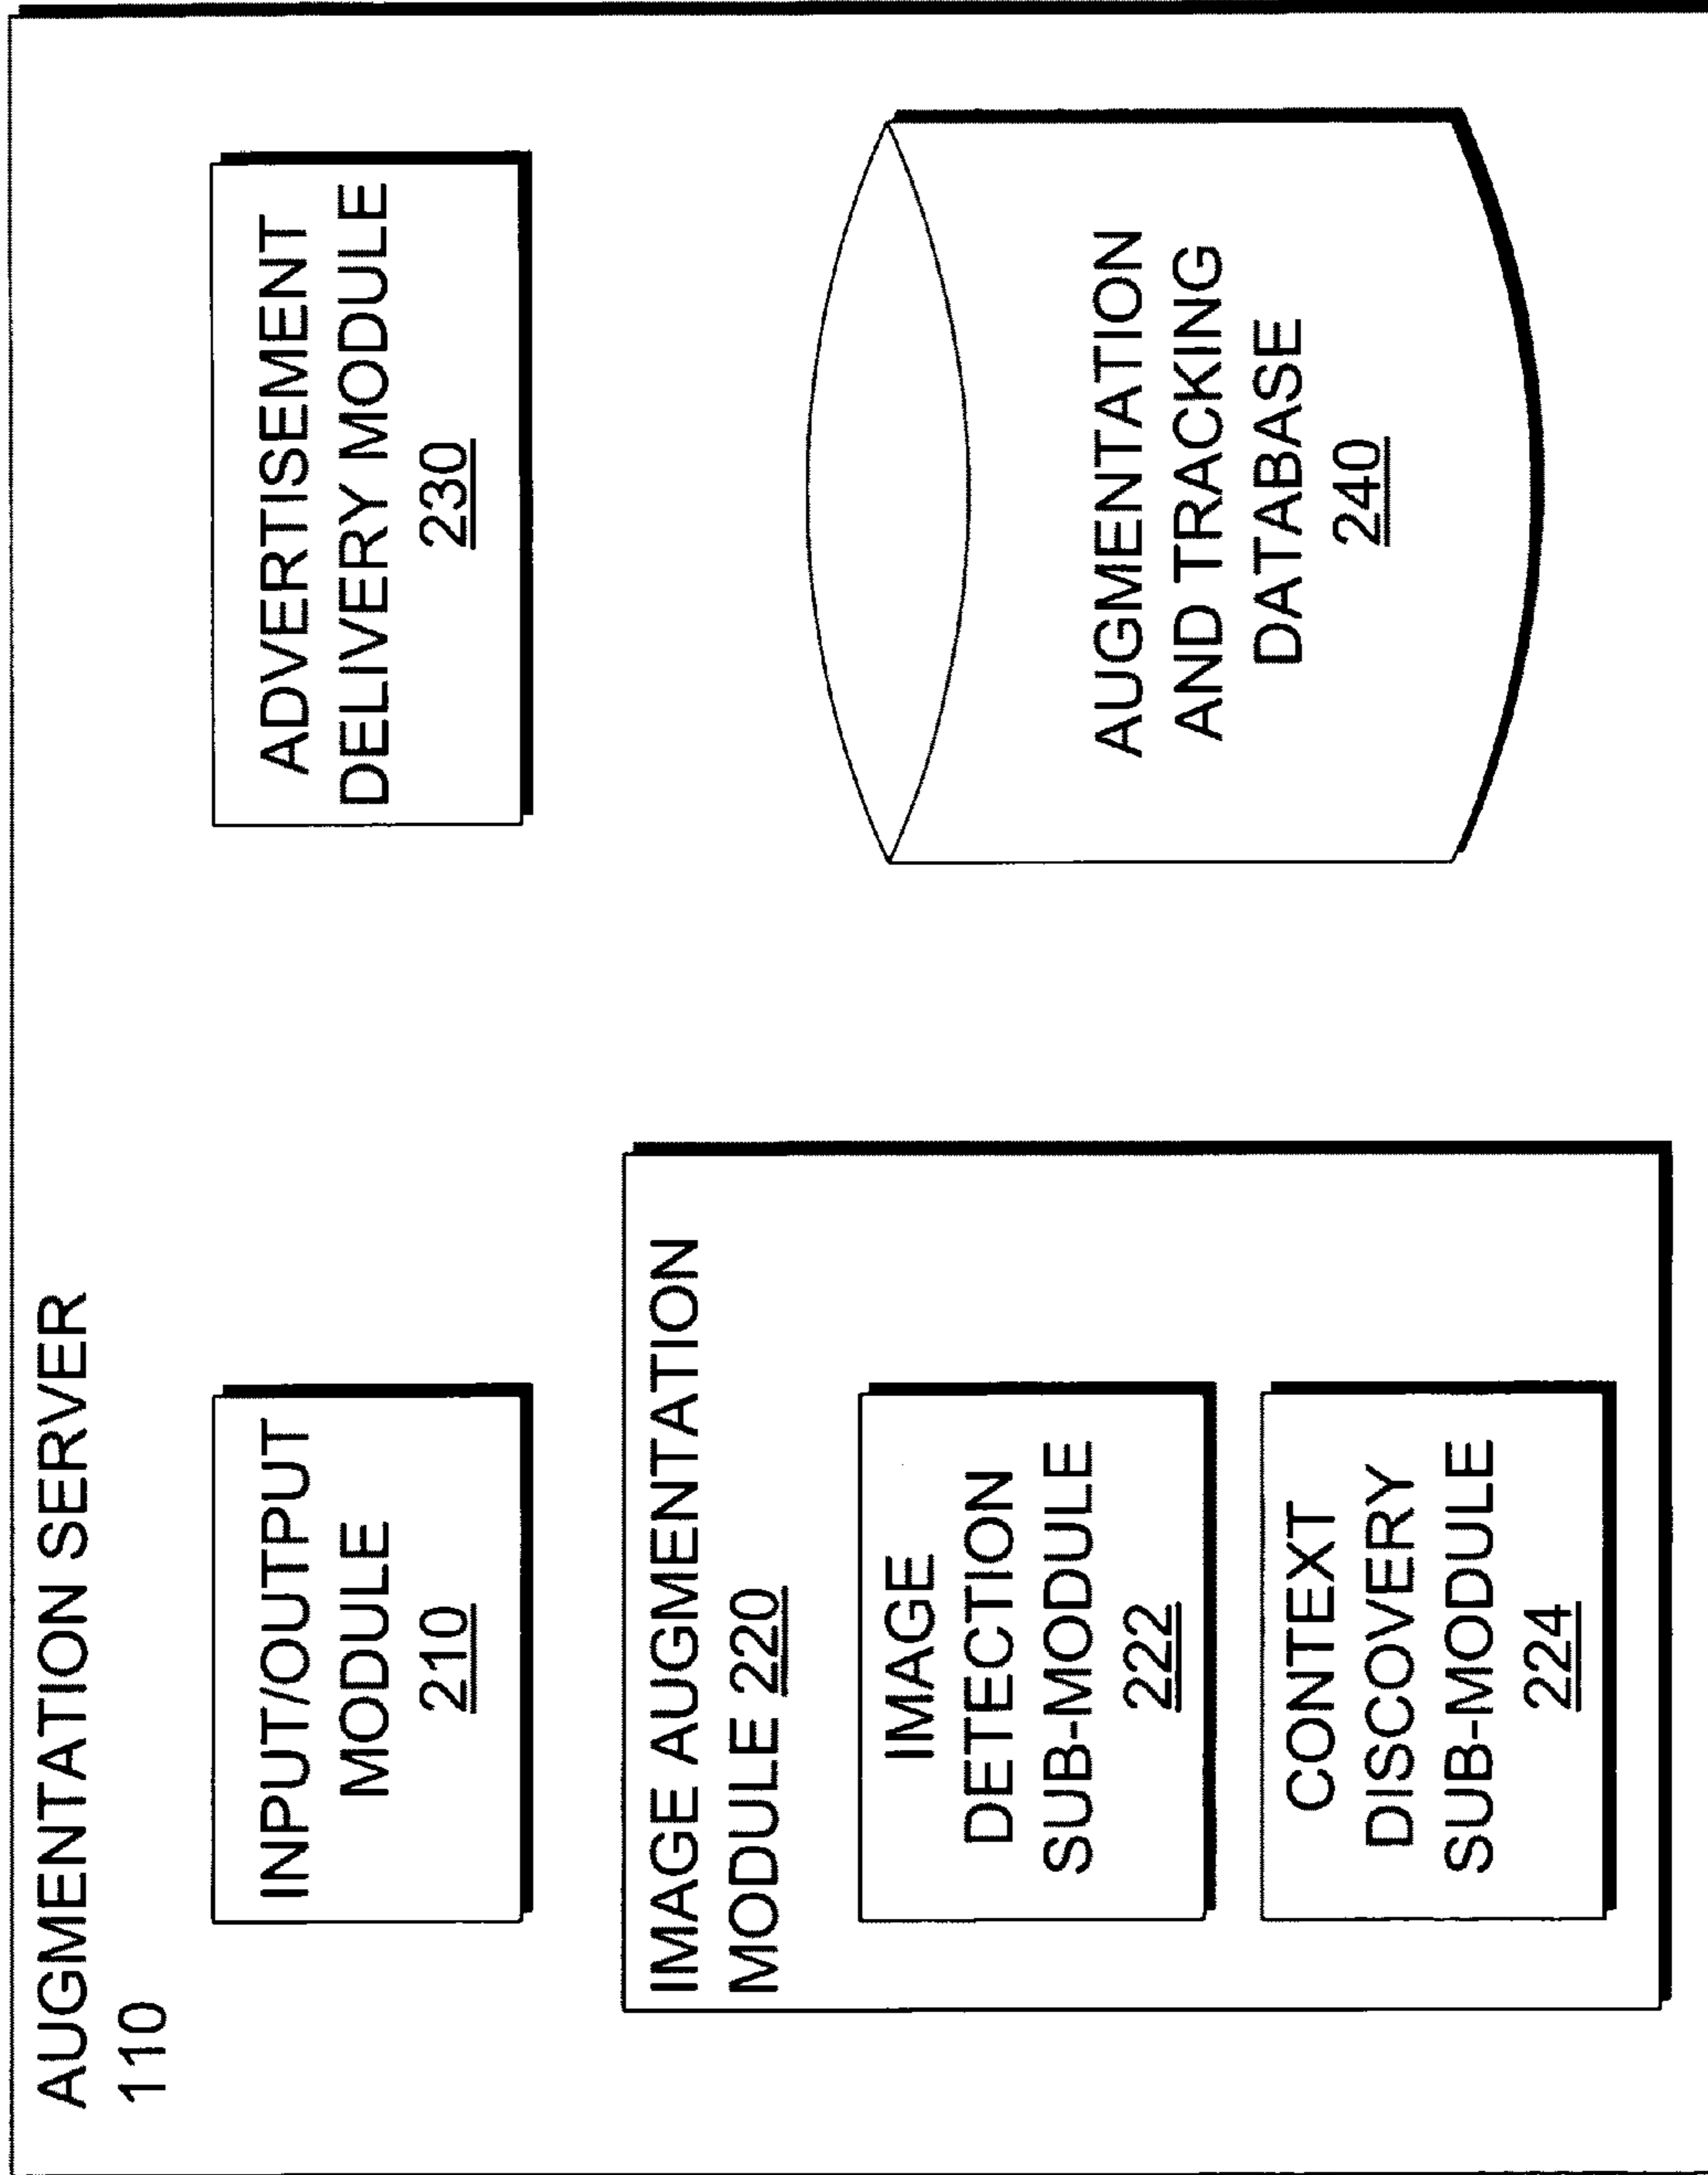 AUGMENTATION SERVER
110
INPUT/OUTPUT
MODULE
210
IMAGE AUGMENTATION
MODULE 220
IMAGE
DETECTION
SUB-MODULE
222
CONTEXT
DISCOVERY
SUB-MODULE
224
ADVERTISEMENT
DELIVERY MODULE
230
AUGMENTATION
AND TRACKING
DATABASE
240